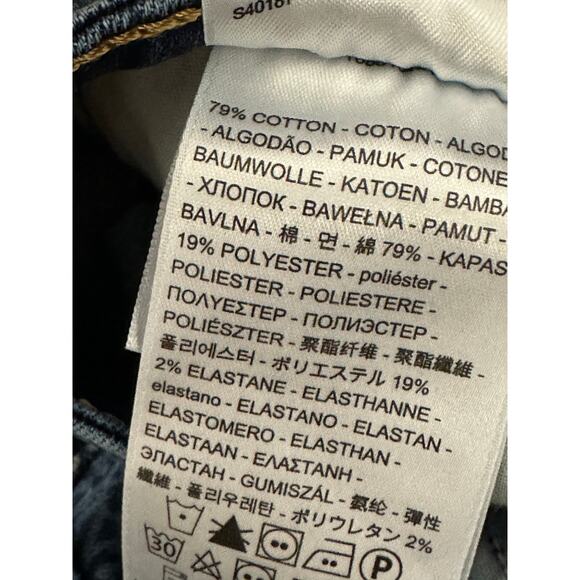 S40181
79% COTTON - COTON - ALGOD
- ALGODÃO - PAMUK - COTONE
BAUMWOLLE - KATOEN - BAMBA
- ХЛОПОК - BAWEŁNA - PAMUT -
BAVLNA - 棉 - 면 - 綿 79% - KAPAS
19% POLYESTER - poliéster -
POLIESTER - POLIESTERE -
ΠΟΛΥΕΣΤΕΡ - ПОЛИЭСТЕР -
POLIÉSZTER - 聚酯纤维 - 聚酯纖維 -
폴리에스터 - ポリエステル 19%
2% ELASTANE - ELASTHANNE -
elastano - ELASTANO - ELASTAN -
ELASTOMERO - ELASTHAN -
ELASTAAN - ΕΛΑΣΤΑΝΗ -
ЭЛАСТАН - GUMISZÁL - 氨纶 - 彈性
纖維 - 폴리우레탄 - ポリウレタン 2%
P
30